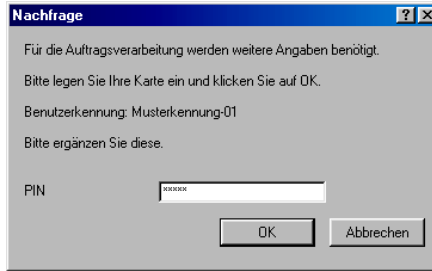 Nachfrage
Für die Auftragsverarbeitung werden weitere Angaben benötigt.
Bitte legen Sie Ihre Karte ein und klicken Sie auf OK.
Benutzerkennung: Musterkennung-01
Bitte ergänzen Sie diese.
PIN xxxxx
OK Abbrechen